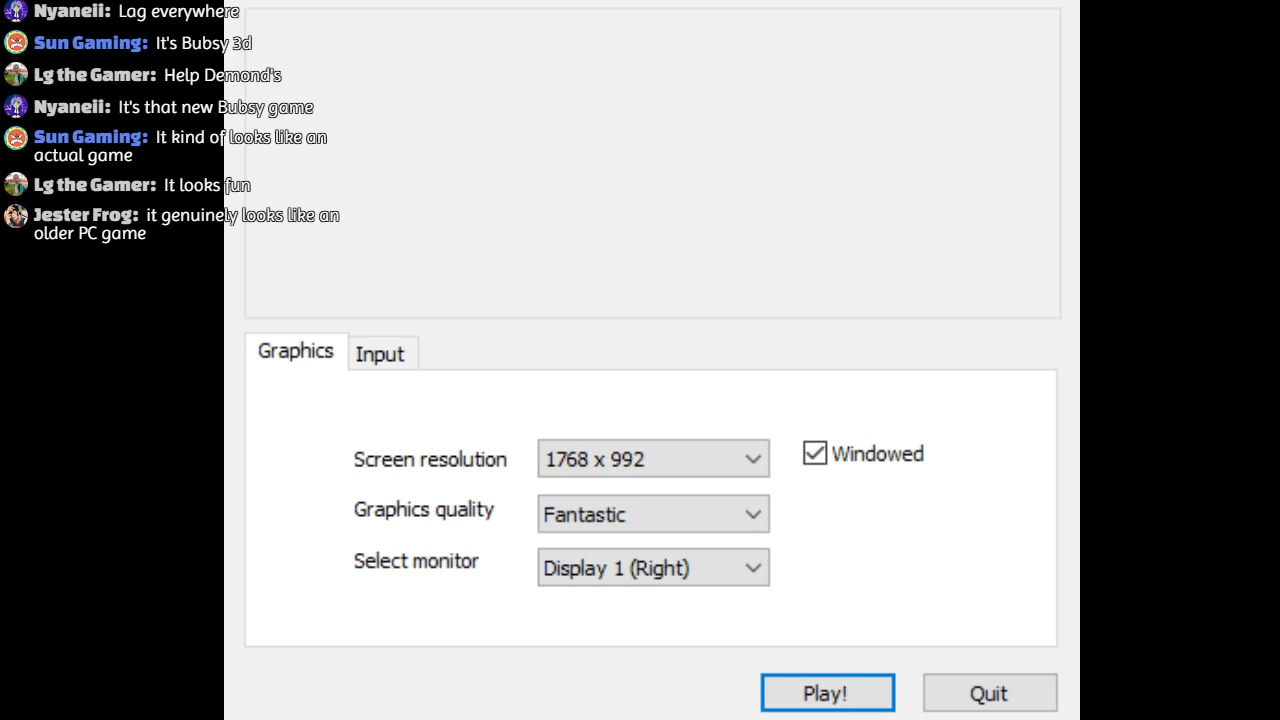 Nyaneii: Lag everywhere
Sun Gaming: It's Bubsy 3d
Lg the Gamer: Help Demond's
Nyaneii: It's that new Bubsy game
Sun Gaming: It kind of looks like an
actual game
Lg the Gamer: It looks fun
Jester Frog: it genuinely looks like an
older PC game
Graphics Input
Screen resolution 1768 x 992 Windowed
Graphics quality Fantastic
Select monitor Display 1 (Right)
Play! Quit